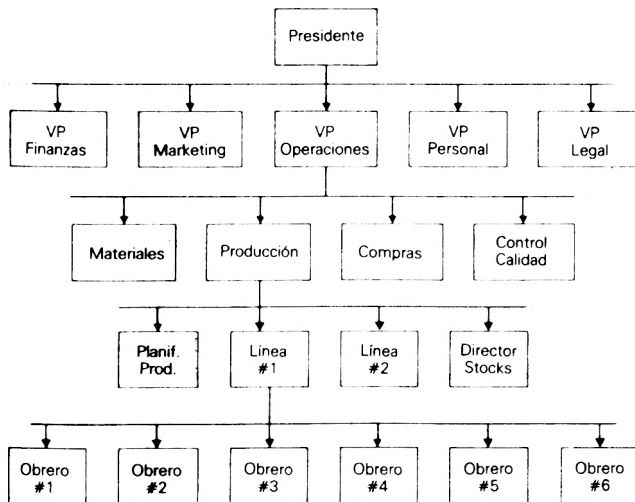 Presidente
VP
Finanzas
VP
Marketing
VP
Operaciones
VP
Personal
VP
Legal
Materiales
Producción
Compras
Control
Calidad
Planif.
Prod.
Línea
#1
Línea
#2
Director
Stocks
Obrero
#1
Obrero
#2
Obrero
#3
Obrero
#4
Obrero
#5
Obrero
#6